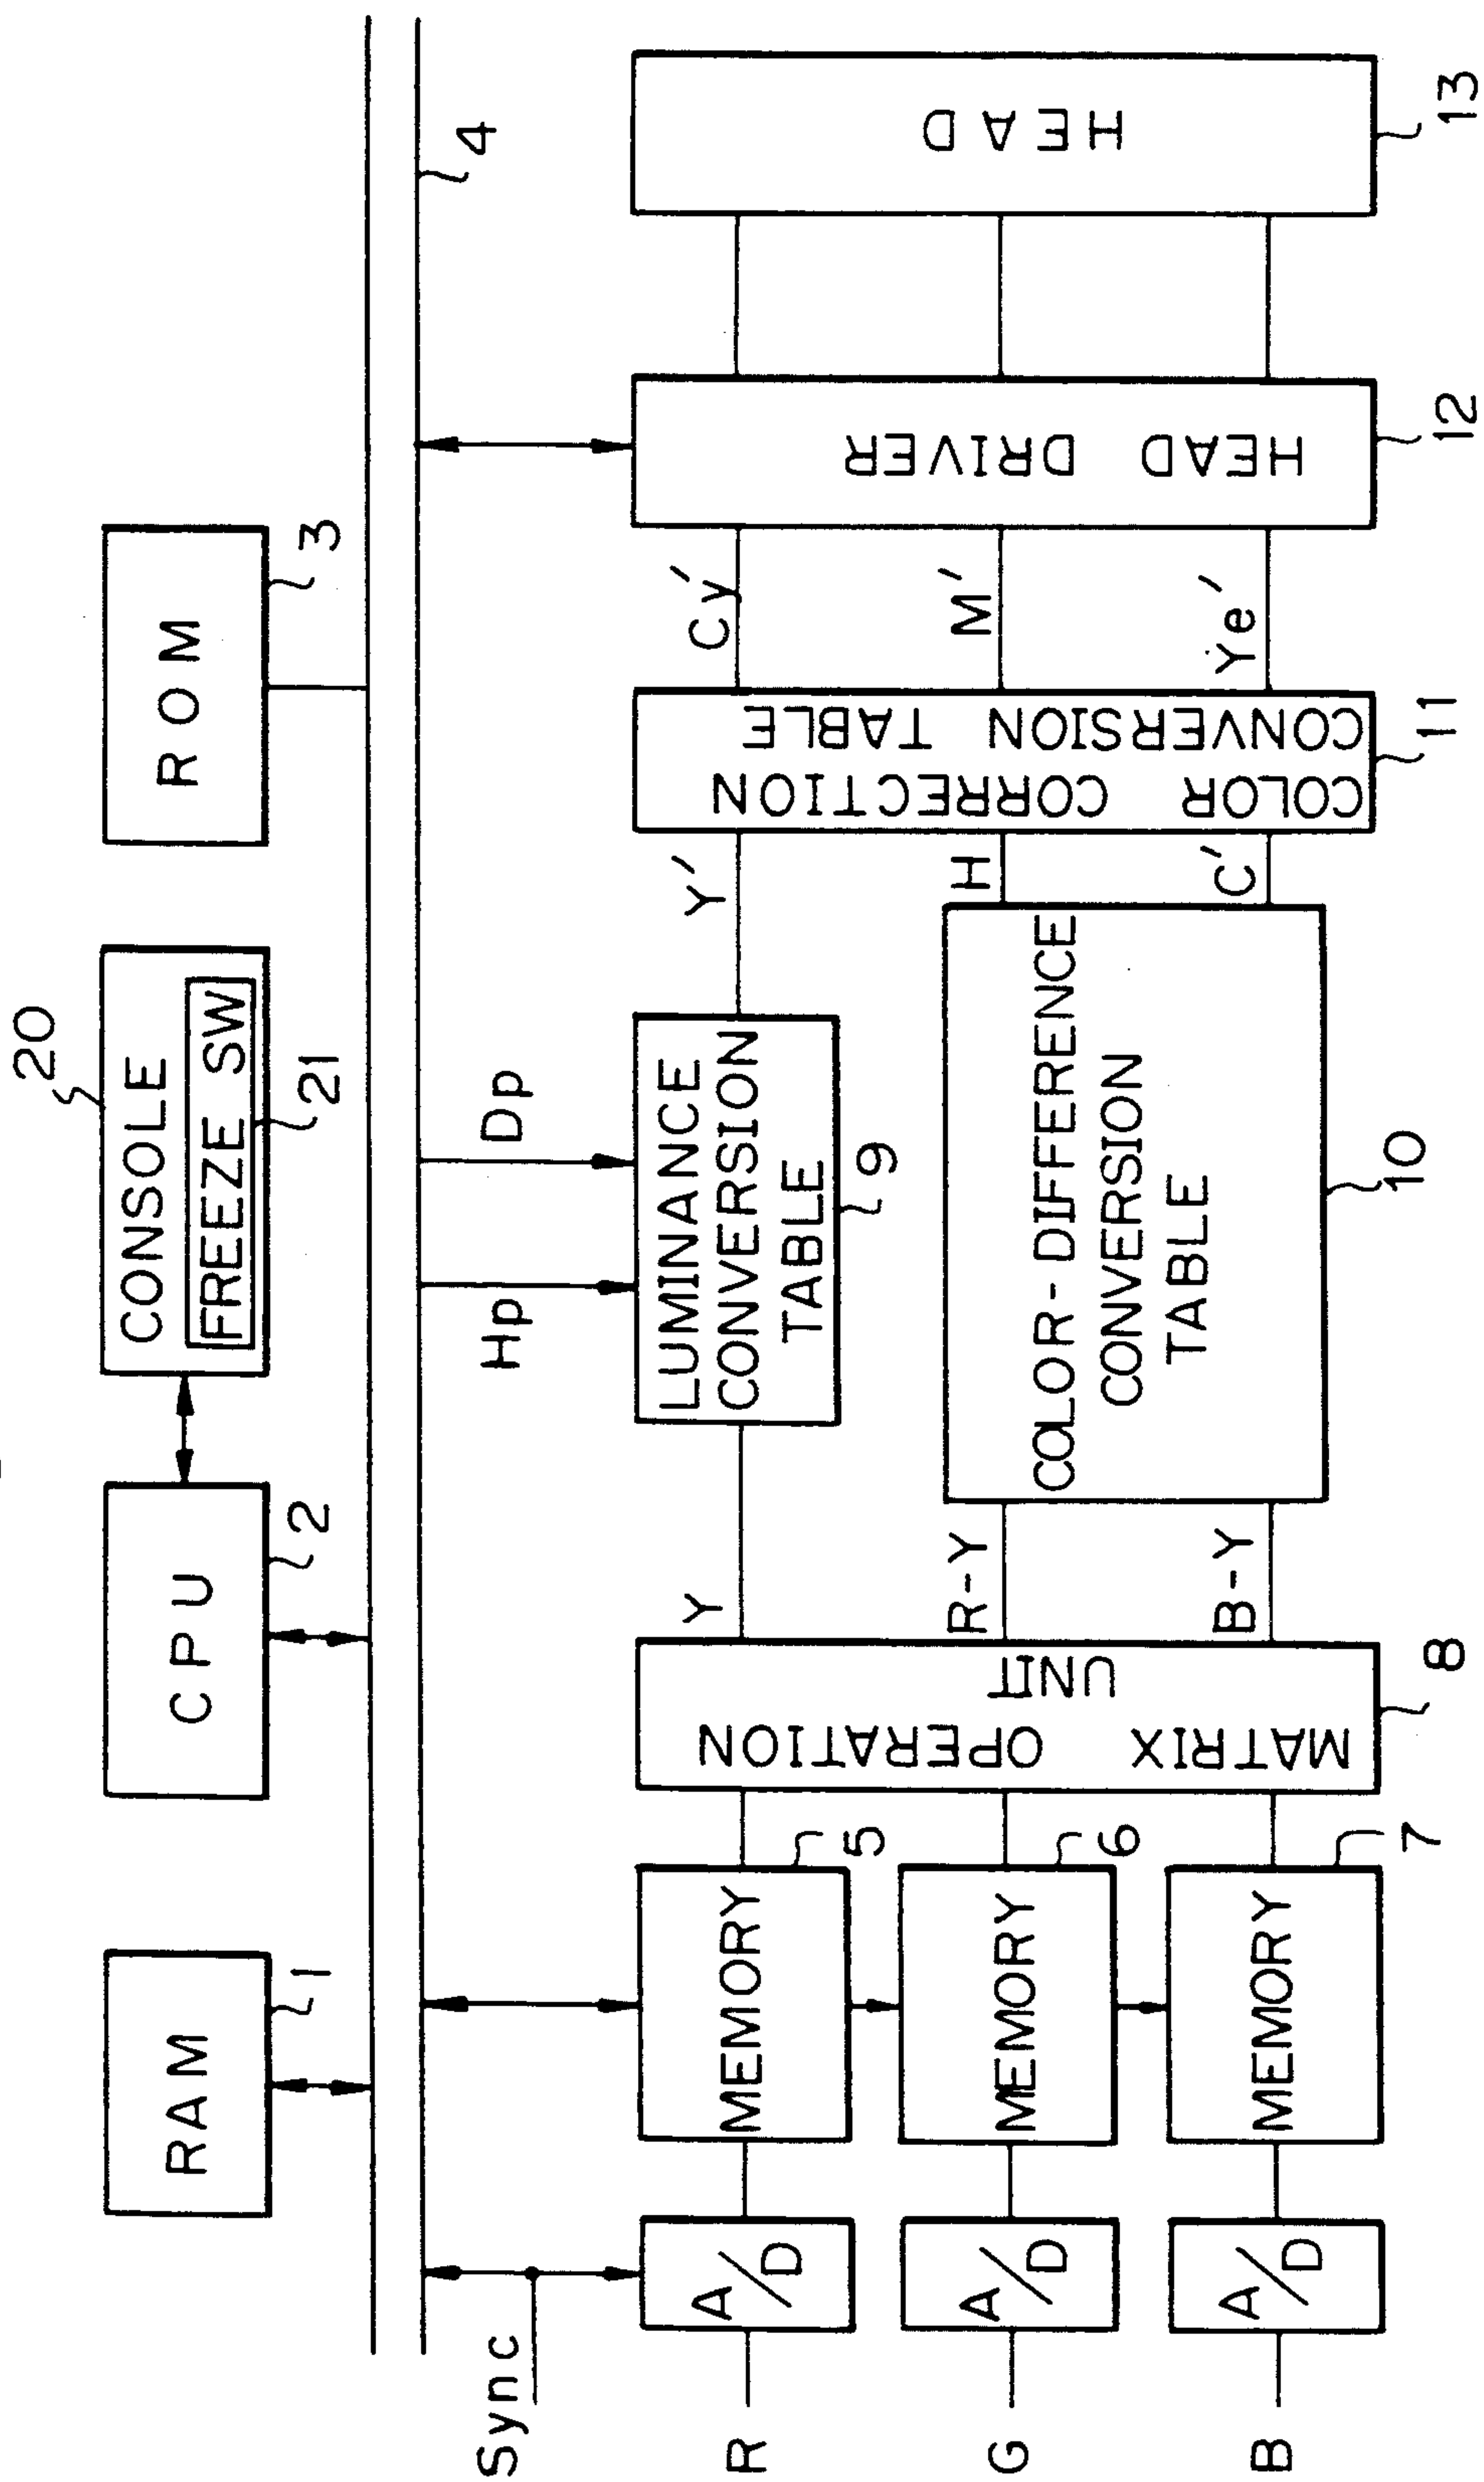 RAM
1
CPU
2
CONSOLE
FREEZE SW
20
21
ROM
3
4
Sync
Hp
Dp
R
A/D
MEMORY
5
G
A/D
MEMORY
6
B
A/D
MEMORY
7
MATRIX OPERATION
UNIT
8
Y
R-Y
B-Y
LUMINANCE
CONVERSION
TABLE
9
COLOR-DIFFERENCE
CONVERSION
TABLE
10
Y'
H
C'
COLOR CORRECTION
CONVERSION TABLE
11
Cy'
M'
Ye'
HEAD DRIVER
12
HEAD
13